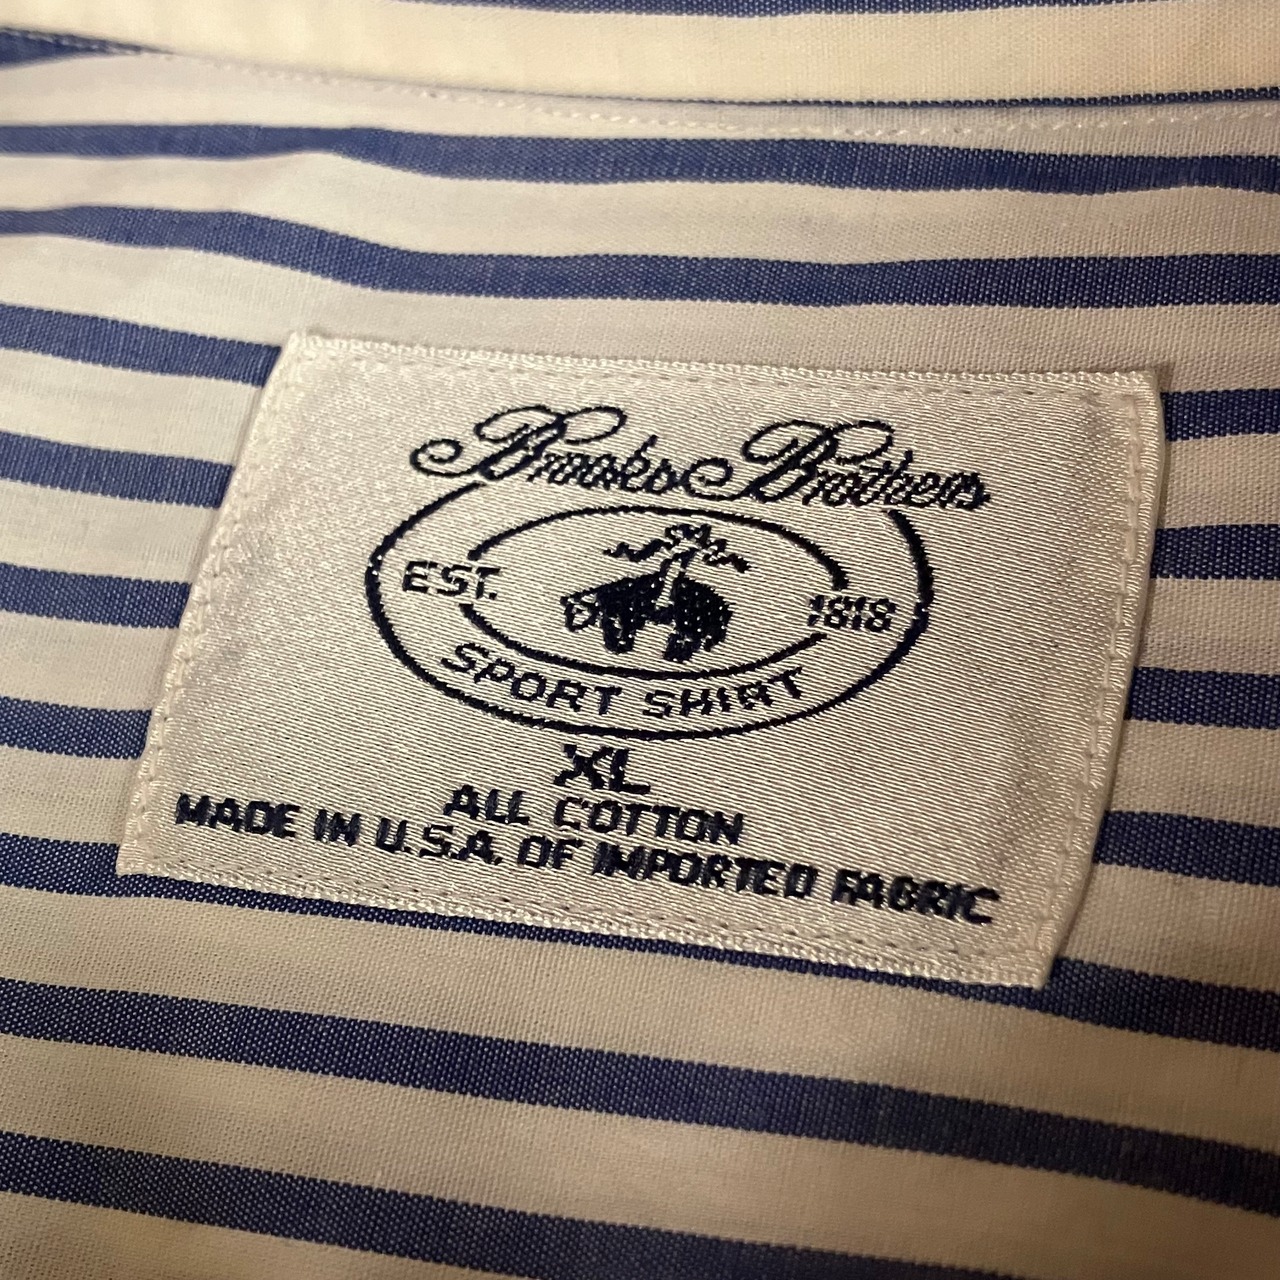 Brooks Brothers
EST. 1818
SPORT SHIRT
XL
ALL COTTON
MADE IN U.S.A. OF IMPORTED FABRIC